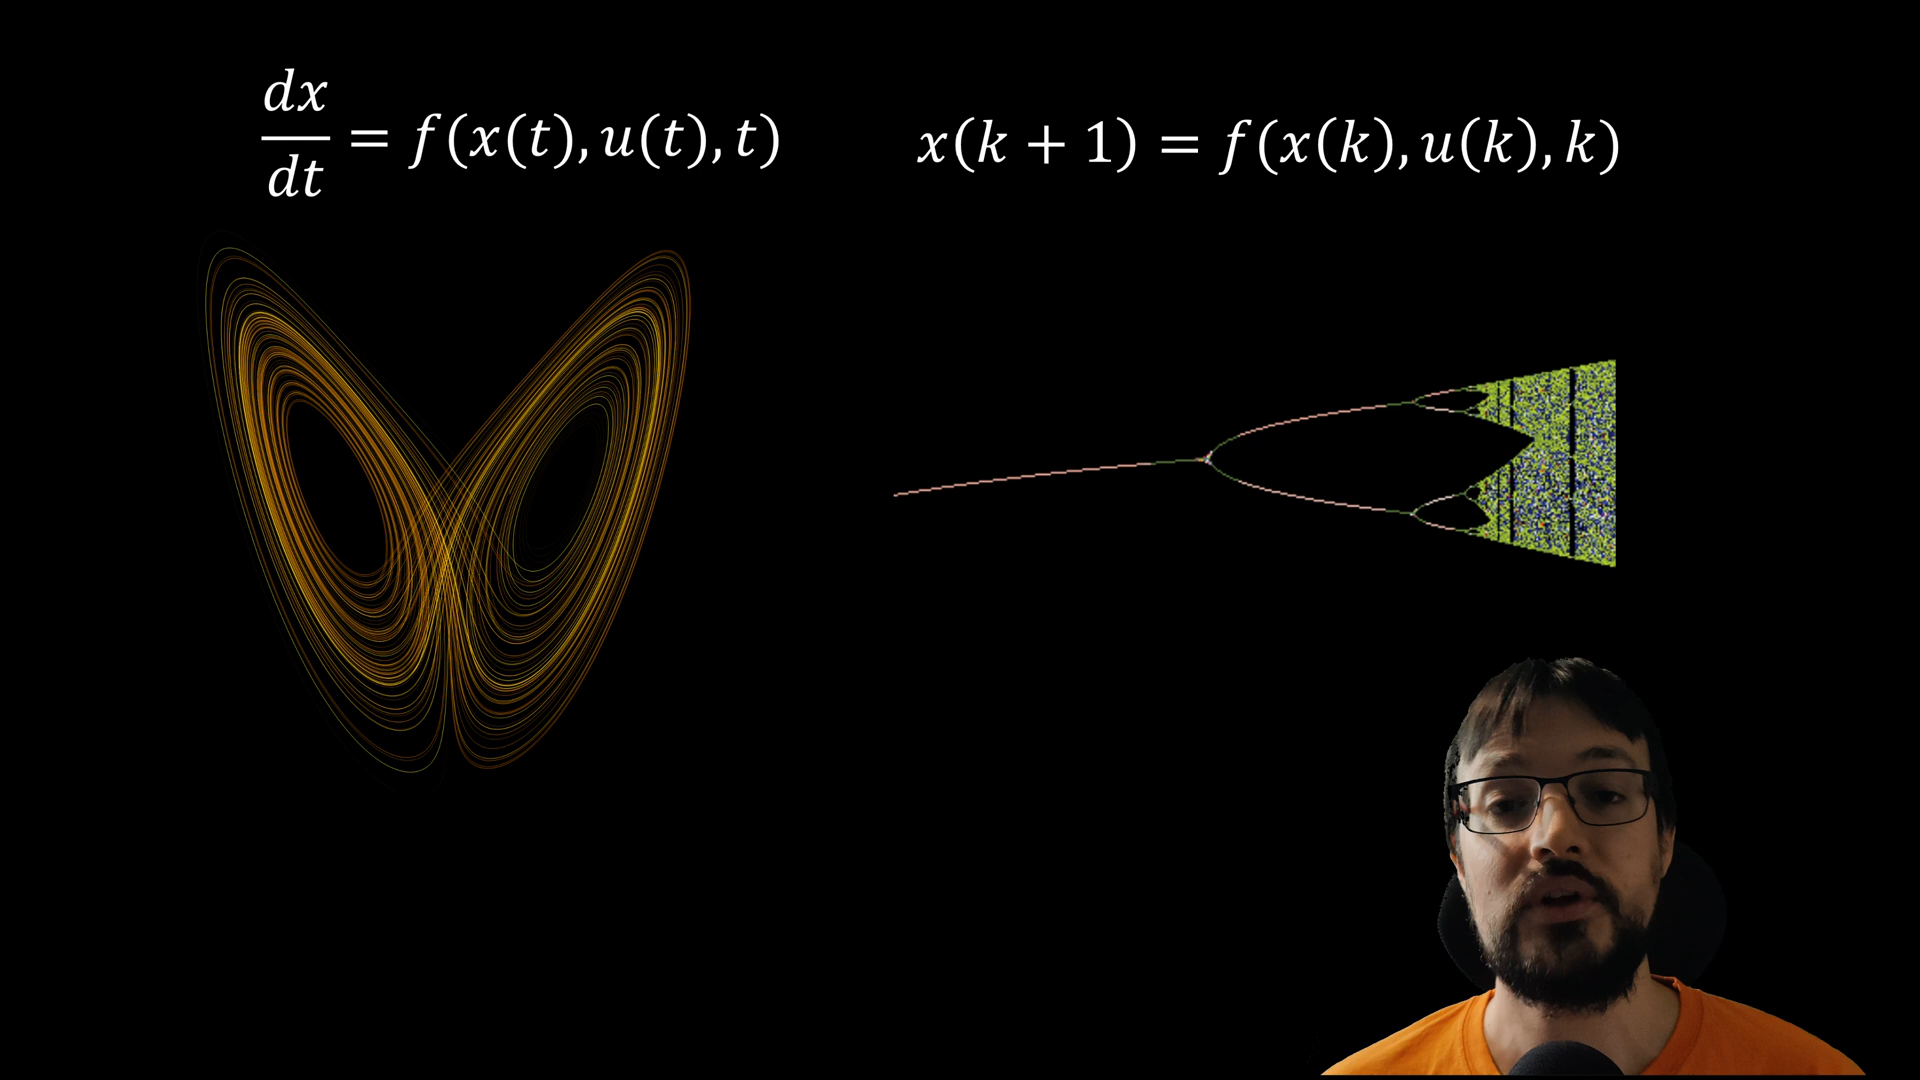 dx/dt = f(x(t), u(t), t)
x(k + 1) = f(x(k), u(k), k)